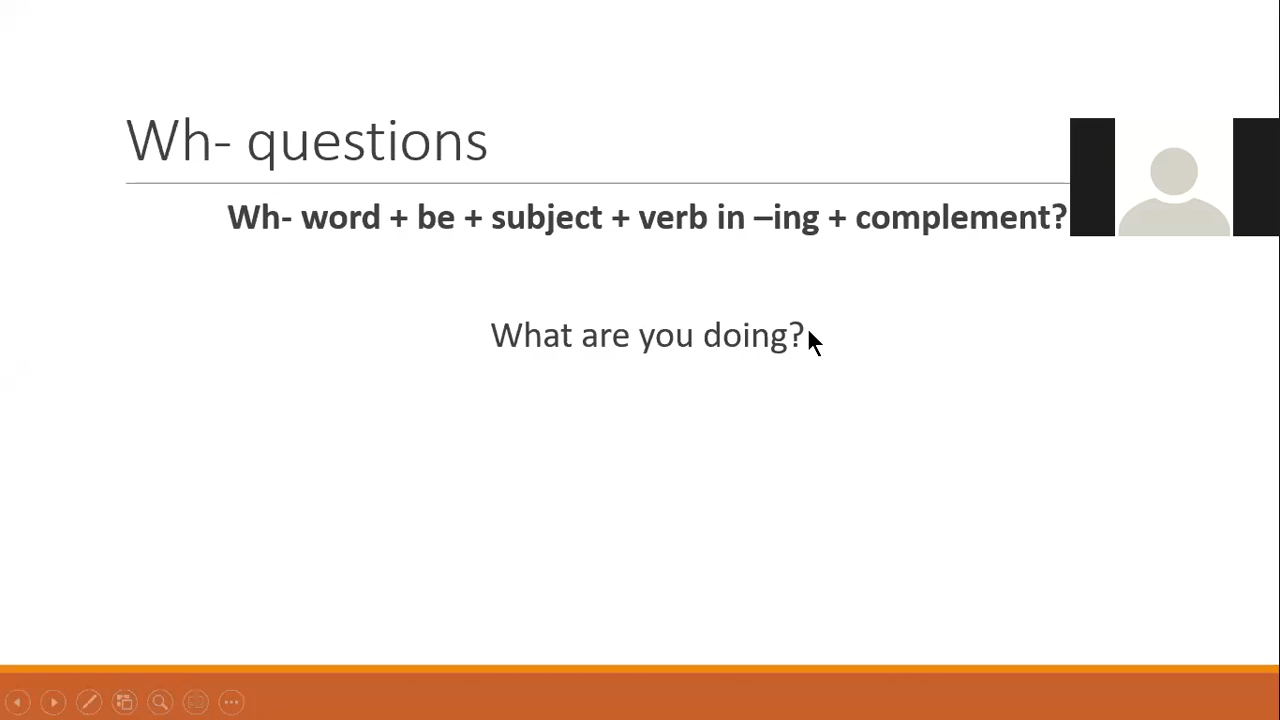 Wh- questions
Wh- word + be + subject + verb in –ing + complement?
What are you doing?